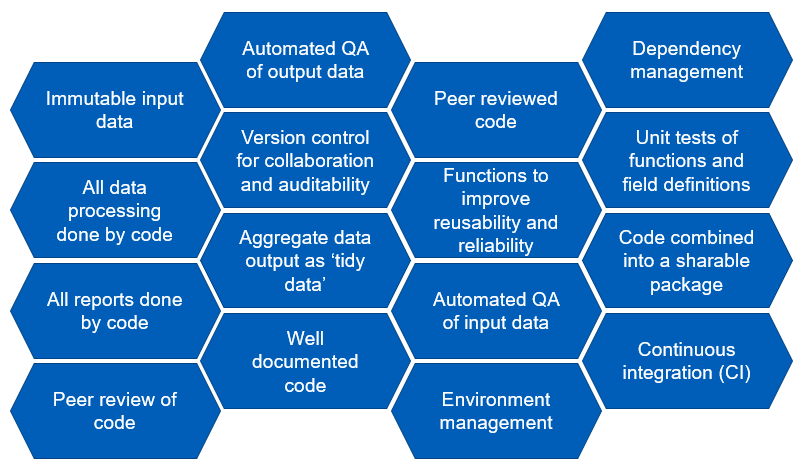 Immutable input
data
All data
processing
done by code
All reports done
by code
Peer review of
code
Automated QA
of output data
Version control
for collaboration
and auditability
Aggregate data
output as ‘tidy
data’
Well
documented
code
Peer reviewed
code
Functions to
improve
reusability and
reliability
Automated QA
of input data
Environment
management
Dependency
management
Unit tests of
functions and
field definitions
Code combined
into a sharable
package
Continuous
integration (CI)